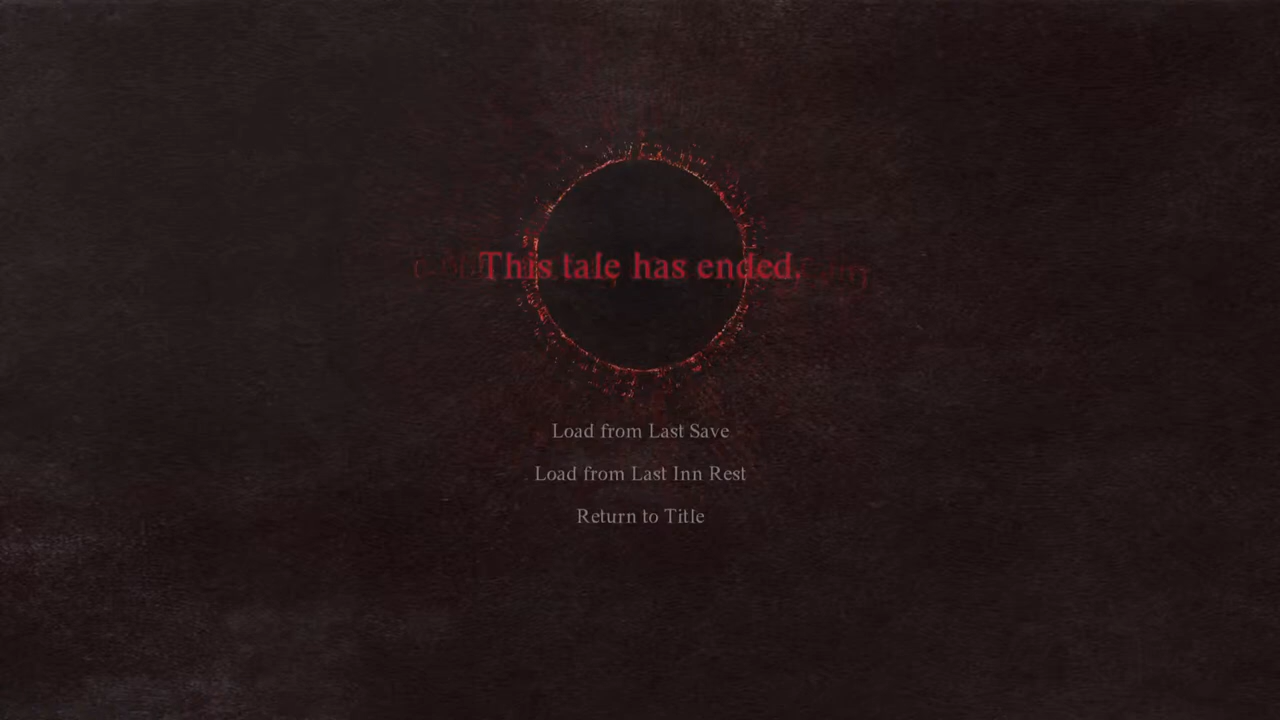 This tale has ended.
Load from Last Save
Load from Last Inn Rest
Return to Title